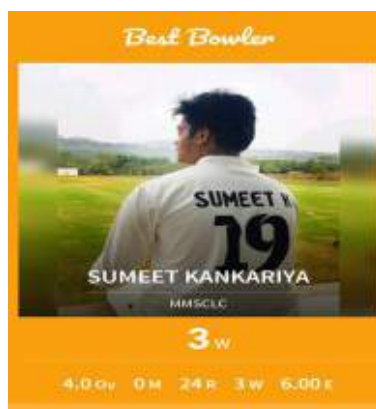 Best Bowler
SUMEET K
19
SUMEET KANKARIYA
MMSCLC
3 W
4.0 Ov 0 M 24 R 3 W 6.00 E